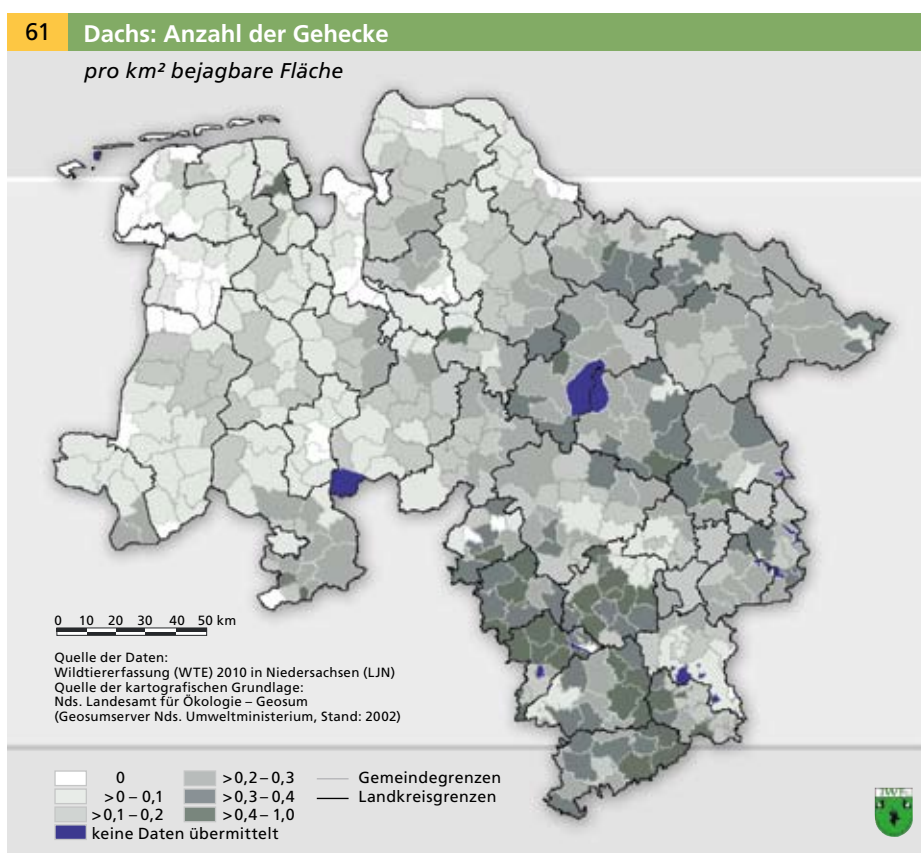 61 Dachs: Anzahl der Gehecke
pro km² bejagbare Fläche
0 10 20 30 40 50 km
Quelle der Daten:
Wildtiererfassung (WTE) 2010 in Niedersachsen (LJN)
Quelle der kartografischen Grundlage:
Nds. Landesamt für Ökologie – Geosum
(Geosumserver Nds. Umweltministerium, Stand: 2002)
0
>0 – 0,1
>0,1 – 0,2
keine Daten übermittelt
>0,2 – 0,3
>0,3 – 0,4
>0,4 – 1,0
Gemeindegrenzen
Landkreisgrenzen